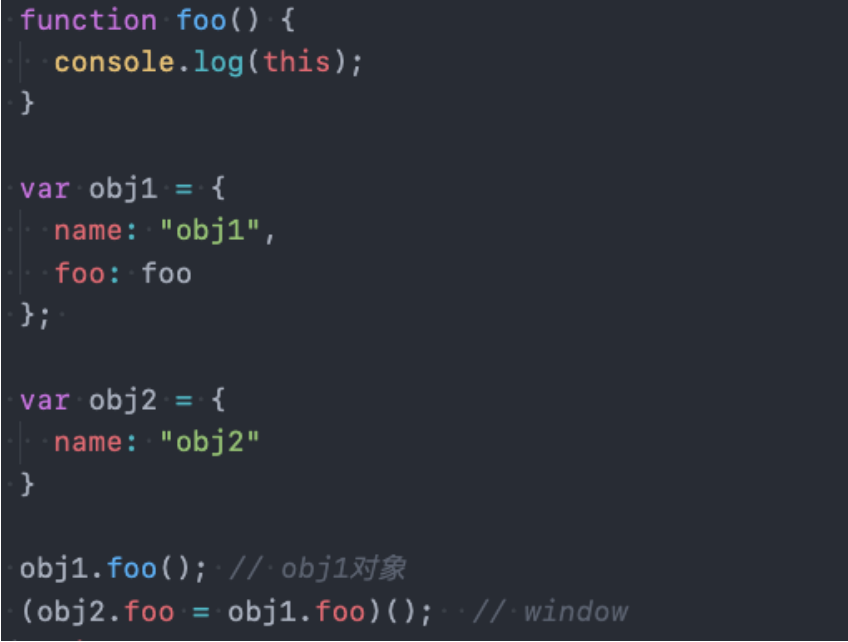 function foo() {
console.log(this);
}
var obj1 = {
name: "obj1",
foo: foo
};
var obj2 = {
name: "obj2"
}
obj1.foo(); // obj1对象
(obj2.foo = obj1.foo)(); // window